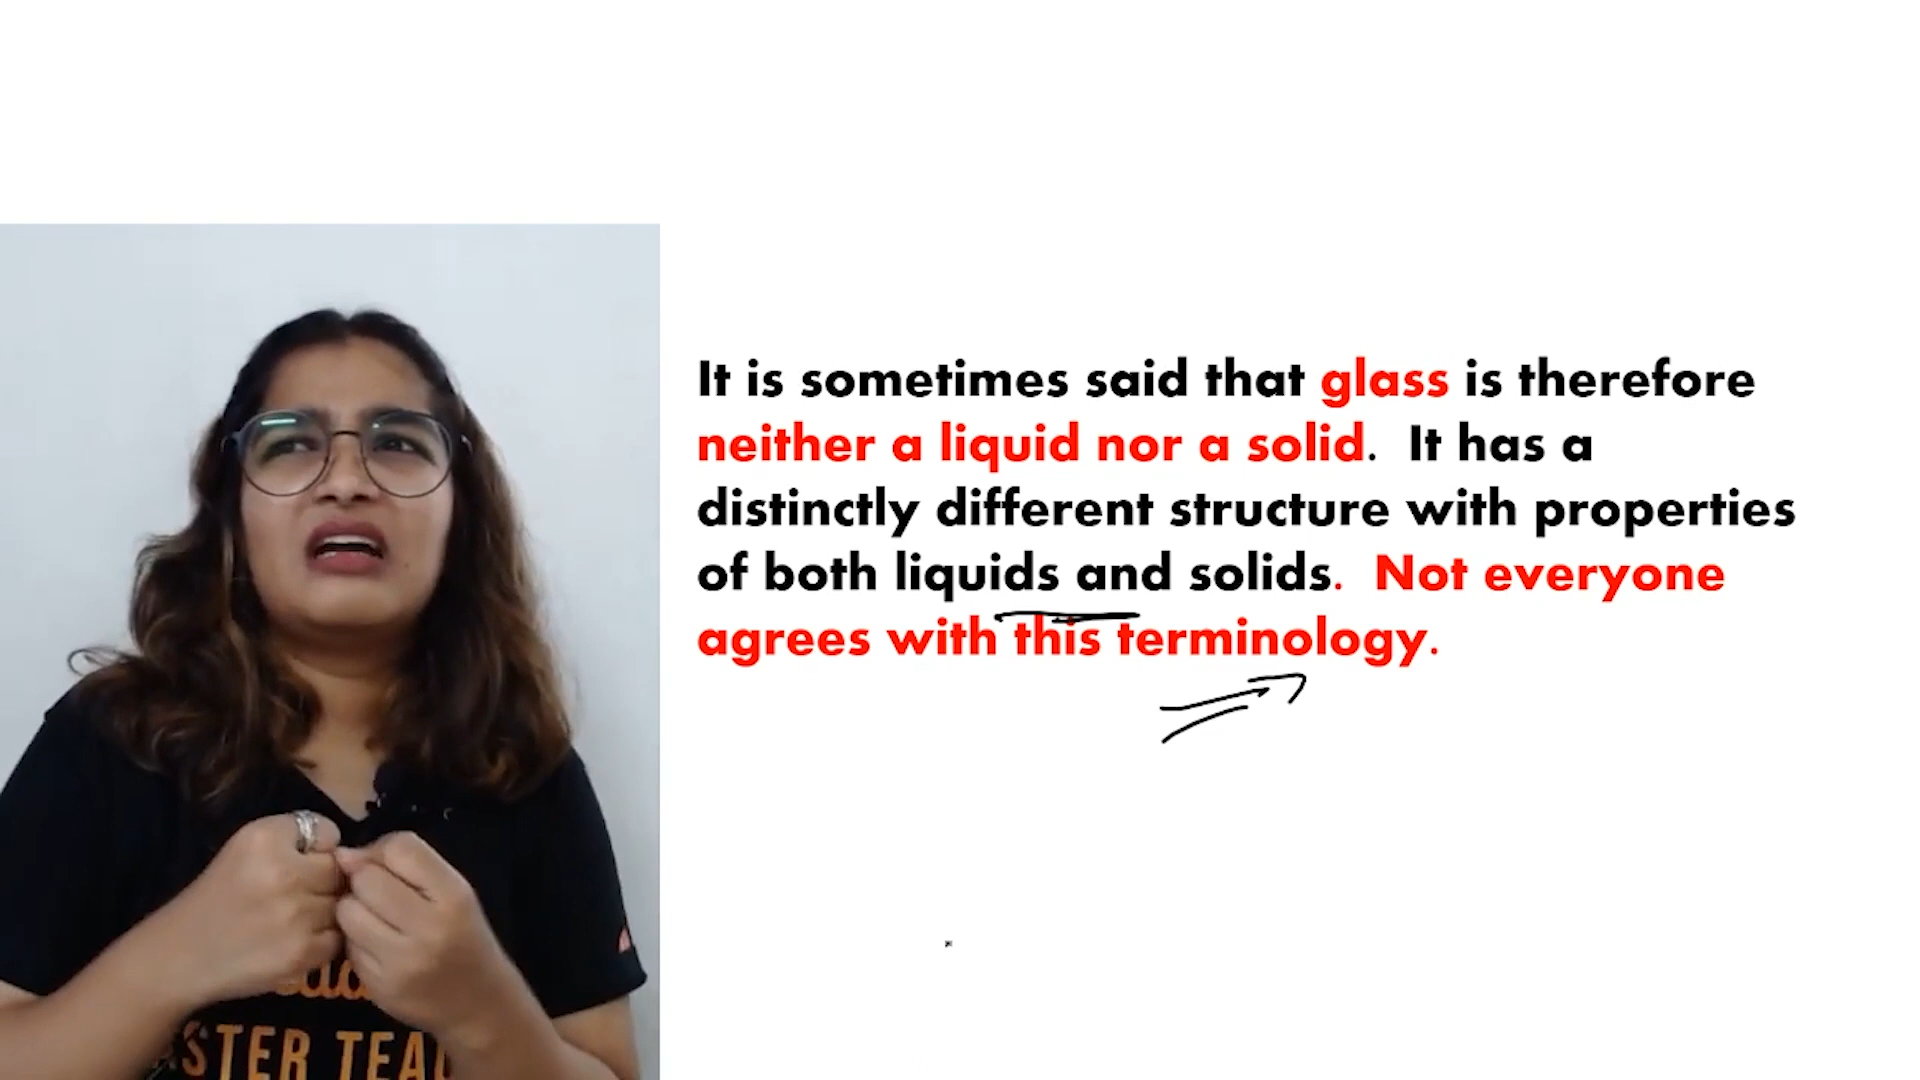 It is sometimes said that glass is therefore
neither a liquid nor a solid. It has a
distinctly different structure with properties
of both liquids and solids. Not everyone
agrees with this terminology.